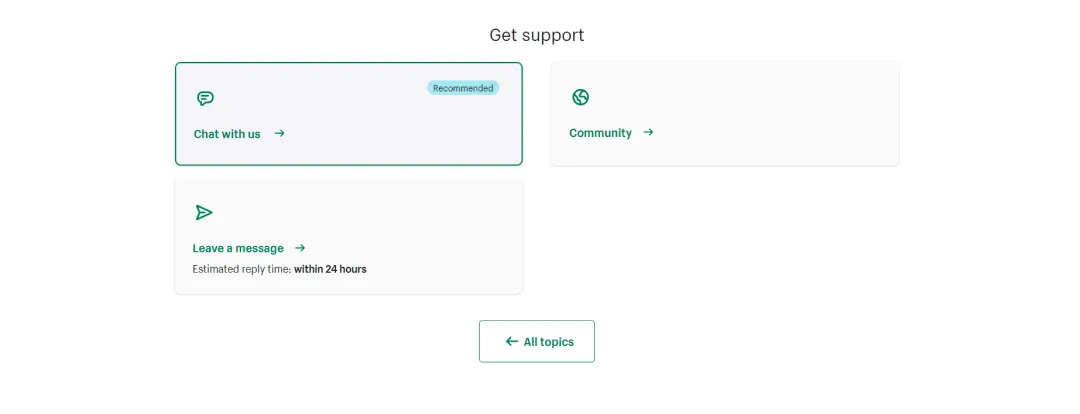 Get support
Recommended
Chat with us
Community
Leave a message
Estimated reply time: within 24 hours
All topics